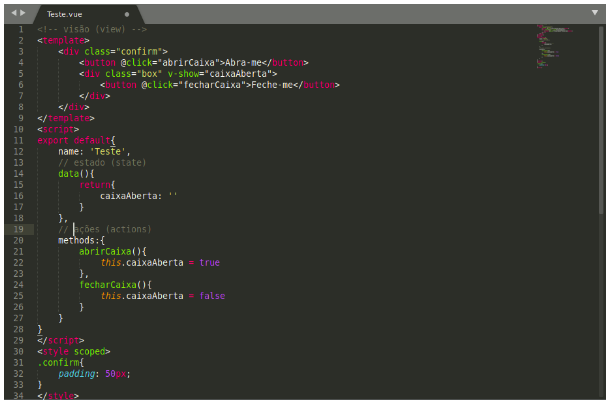 Teste.vue
1 <!-- visão (view) -->
2 <template>
3 <div class="confirm">
4 <button @click="abrirCaixa">Abra-me</button>
5 <div class="box" v-show="caixaAberta">
6 <button @click="fecharCaixa">Feche-me</button>
7 </div>
8 </div>
9 </template>
10 <script>
11 export default{
12 name: 'Teste',
13 // estado (state)
14 data(){
15 return{
16 caixaAberta: ''
17 }
18 },
19 // ações (actions)
20 methods:{
21 abrirCaixa(){
22 this.caixaAberta = true
23 },
24 fecharCaixa(){
25 this.caixaAberta = false
26 }
27 }
28 }
29 </script>
30 <style scoped>
31 .confirm{
32 padding: 50px;
33 }
34 </style>